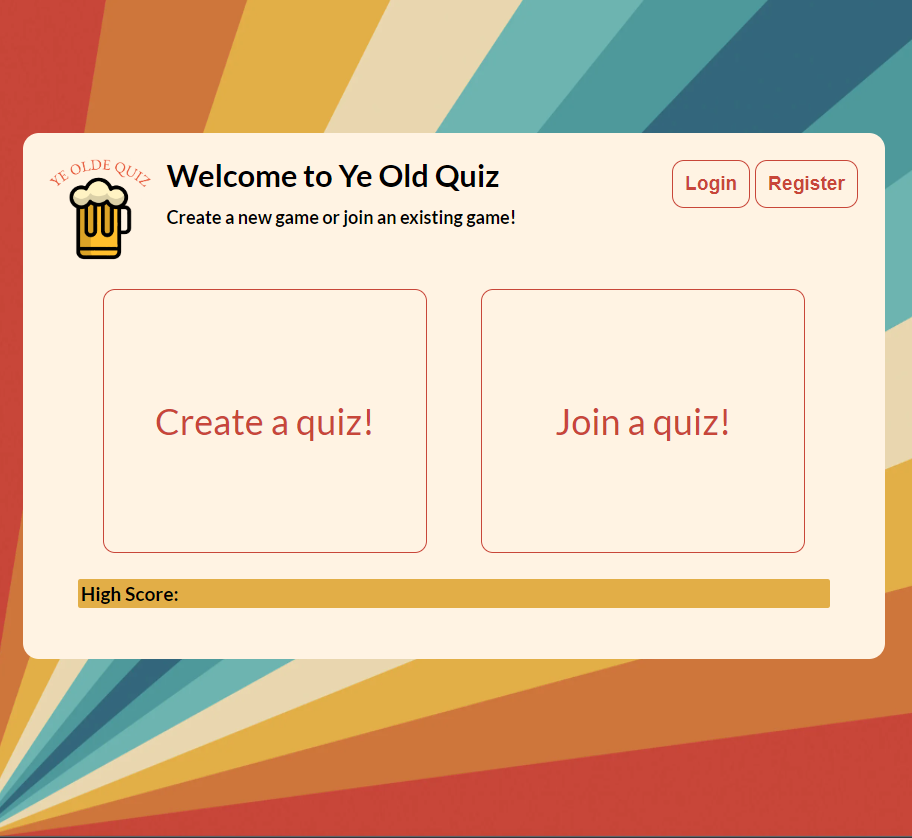 YE OLDE QUIZ
Welcome to Ye Old Quiz
Create a new game or join an existing game!
Login
Register
Create a quiz!
Join a quiz!
High Score: